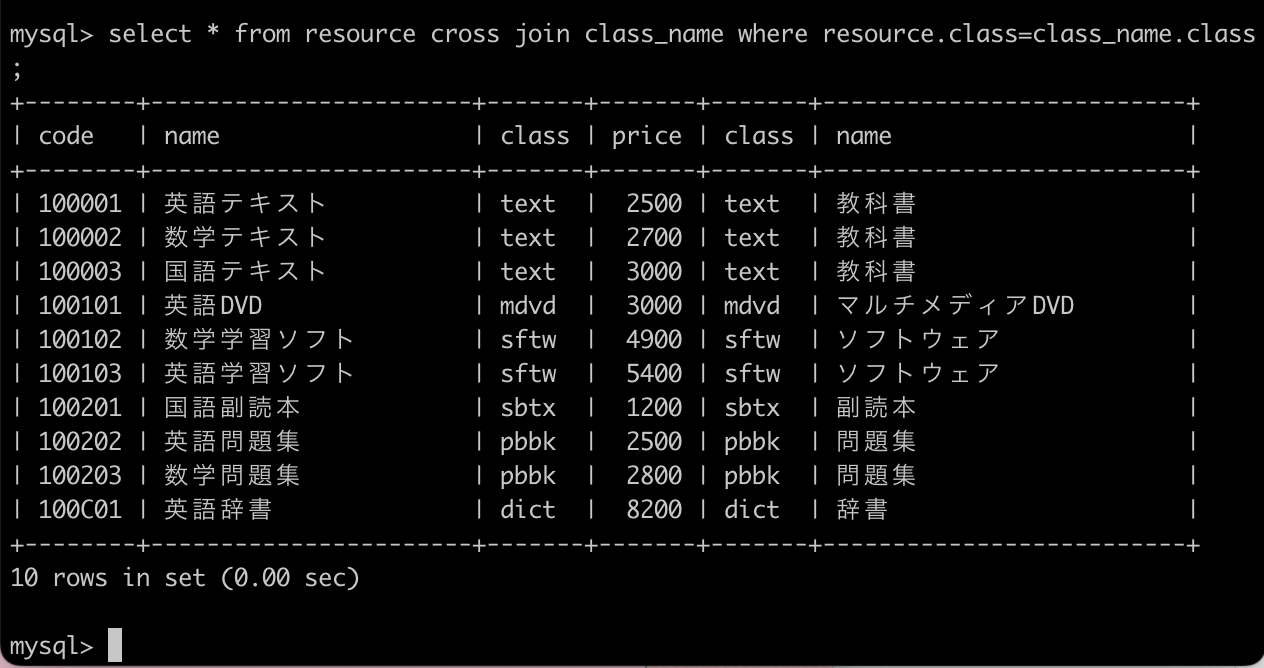 mysql> select * from resource cross join class_name where resource.class=class_name.class
;
+--------+-----------------------+-------+-------+-------+--------------------------+
| code   | name                  | class | price | class | name                     |
+--------+-----------------------+-------+-------+-------+--------------------------+
| 100001 | 英語テキスト          | text  |  2500 | text  | 教科書                   |
| 100002 | 数学テキスト          | text  |  2700 | text  | 教科書                   |
| 100003 | 国語テキスト          | text  |  3000 | text  | 教科書                   |
| 100101 | 英語DVD               | mdvd  |  3000 | mdvd  | マルチメディアDVD        |
| 100102 | 数学学習ソフト        | sftw  |  4900 | sftw  | ソフトウェア             |
| 100103 | 英語学習ソフト        | sftw  |  5400 | sftw  | ソフトウェア             |
| 100201 | 国語副読本            | sbtx  |  1200 | sbtx  | 副読本                   |
| 100202 | 英語問題集            | pbbk  |  2500 | pbbk  | 問題集                   |
| 100203 | 数学問題集            | pbbk  |  2800 | pbbk  | 問題集                   |
| 100C01 | 英語辞書              | dict  |  8200 | dict  | 辞書                     |
+--------+-----------------------+-------+-------+-------+--------------------------+
10 rows in set (0.00 sec)
mysql>